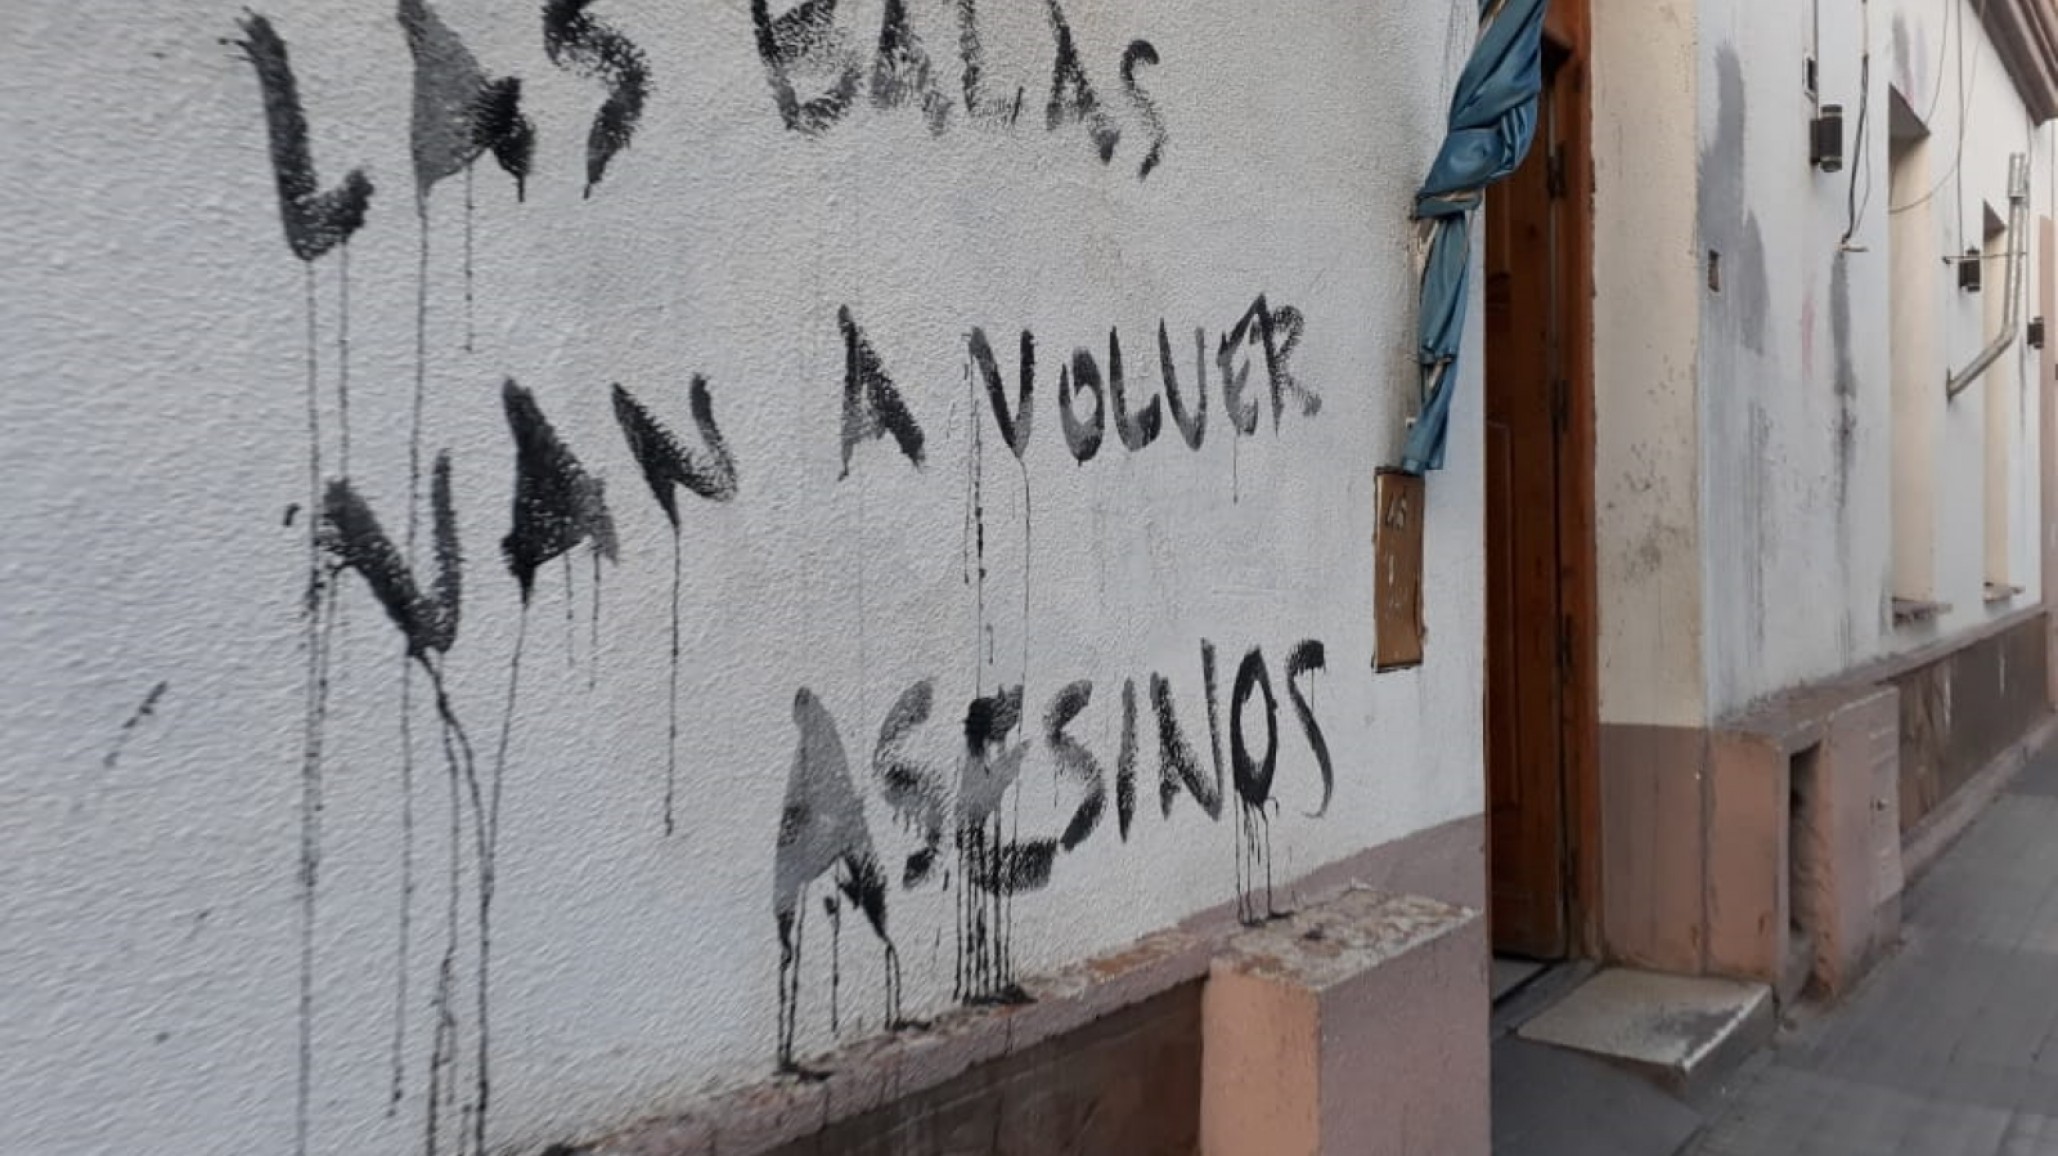 LAS BALAS
VAN A VOLVER
ASESINOS